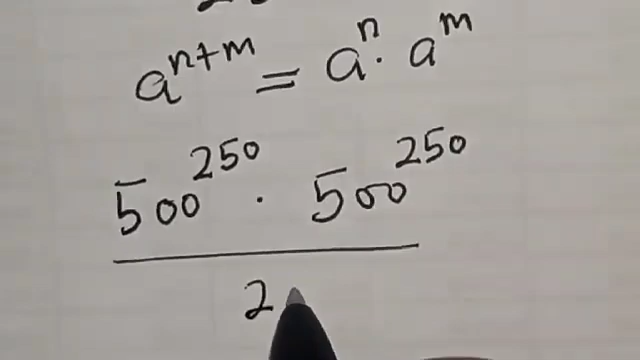 a^{n+m} = a^n · a^m
500^{250} · 500^{250}
2